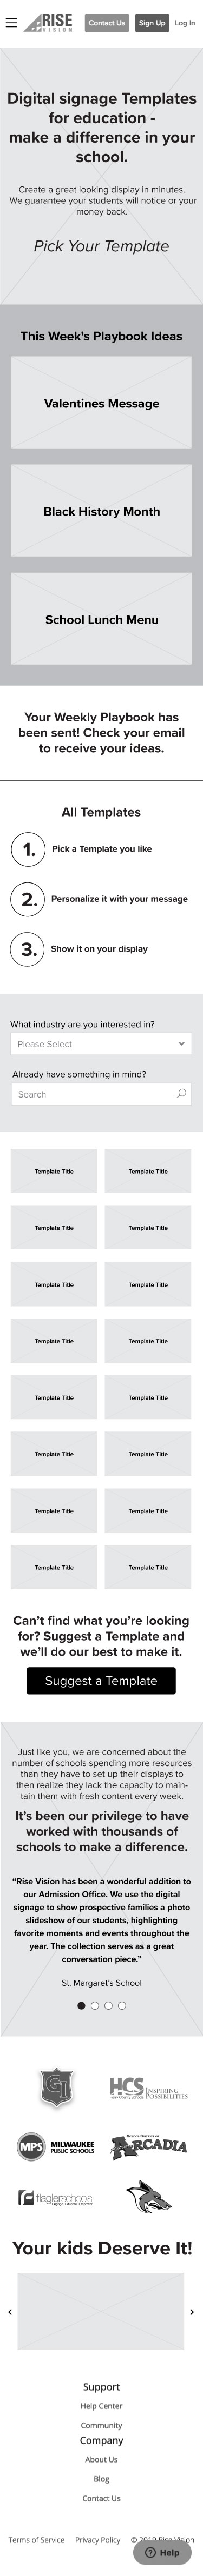 RISE
VISION
Contact Us
Sign Up
Log In
Digital signage Templates
for education -
make a difference in your
school.
Create a great looking display in minutes.
We guarantee your students will notice or your
money back.
Pick Your Template
This Week's Playbook Ideas
Valentines Message
Black History Month
School Lunch Menu
Your Weekly Playbook has
been sent! Check your email
to receive your ideas.
All Templates
1. Pick a Template you like
2. Personalize it with your message
3. Show it on your display
What industry are you interested in?
Please Select
Already have something in mind?
Search
Template Title Template Title
Template Title Template Title
Template Title Template Title
Template Title Template Title
Template Title Template Title
Template Title Template Title
Template Title Template Title
Template Title Template Title
Can't find what you're looking
for? Suggest a Template and
we'll do our best to make it.
Suggest a Template
Just like you, we are concerned about the
number of schools spending more resources
than they have to set up their displays to
then realize they lack the capacity to main-
tain them with fresh content every week.
It's been our privilege to have
worked with thousands of
schools to make a difference.
“Rise Vision has been a wonderful addition to
our Admission Office. We use the digital
signage to show prospective families a photo
slideshow of our students, highlighting
favorite moments and events throughout the
year. The collection serves as a great
conversation piece.”
St. Margaret's School
GI
HCS INSPIRING
POSSIBILITIES
MPS MILWAUKEE
PUBLIC SCHOOLS
ARCADIA
flaglerschools
Your kids Deserve It!
Support
Help Center
Community
Company
About Us
Blog
Contact Us
Terms of Service Privacy Policy © 2019 Rise Vision
Help